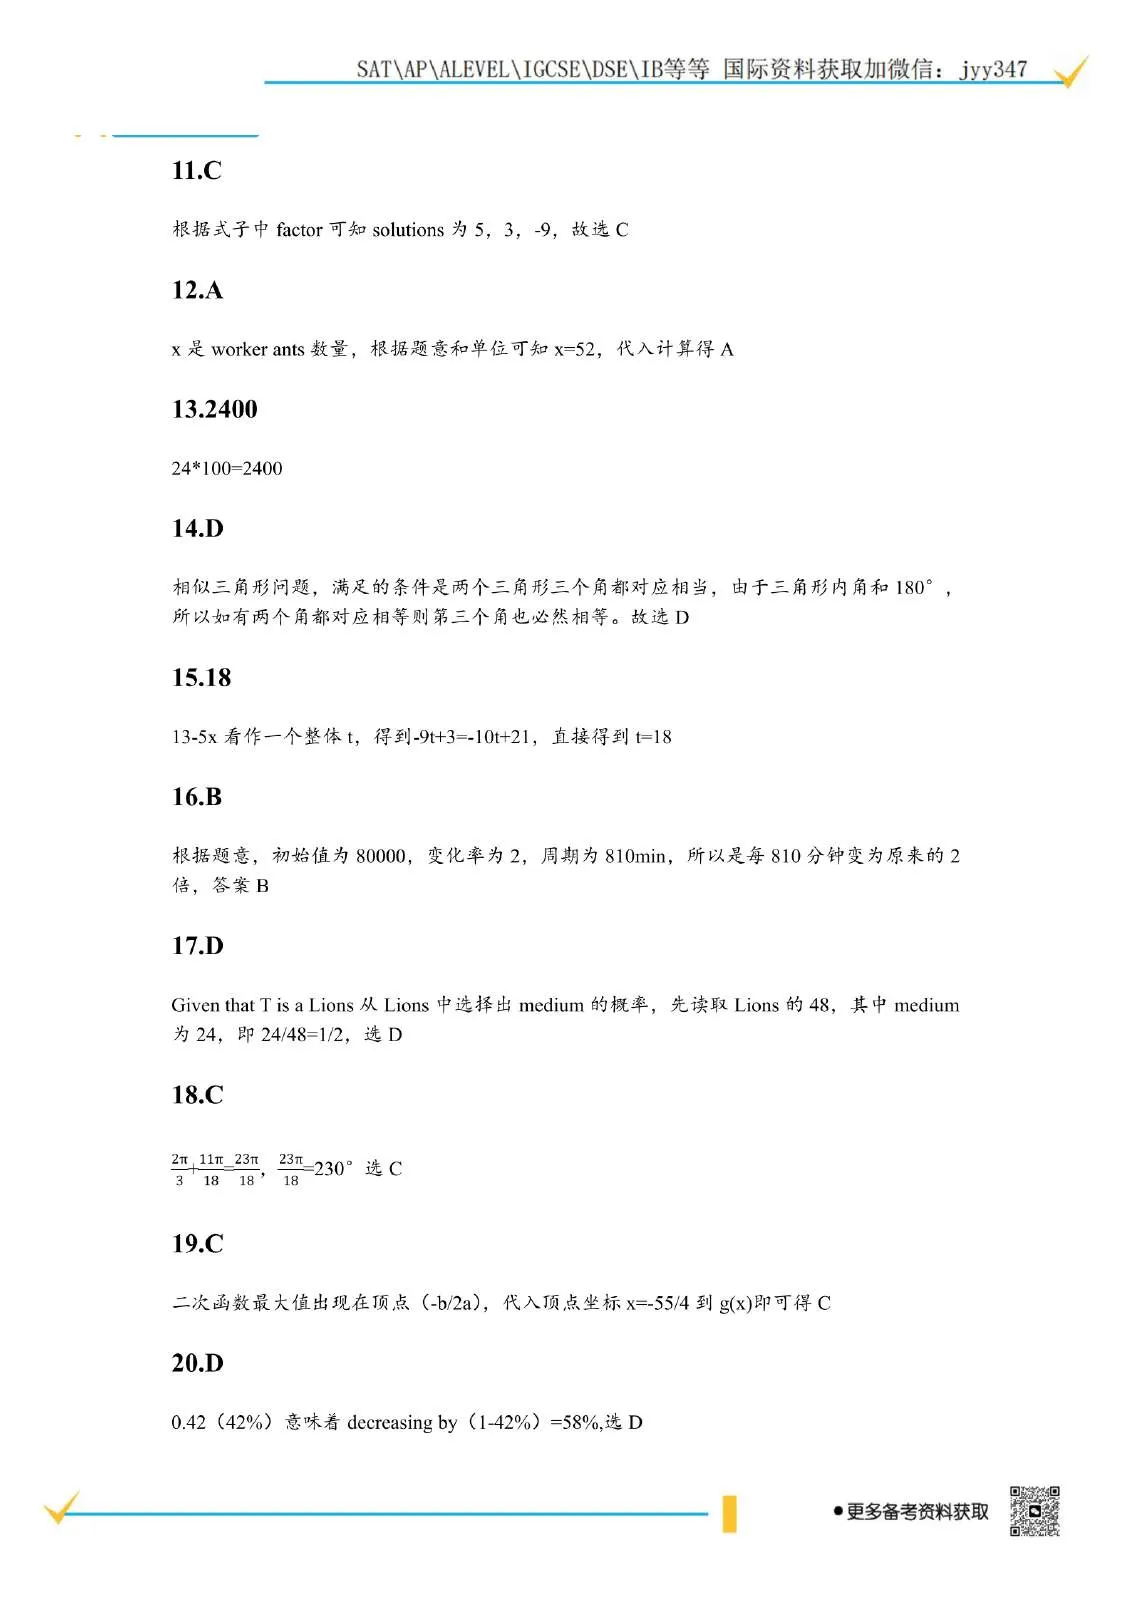 SAT\AP\ALEVEL\IGCSE\DSE\IB等等 国际资料获取加微信: jyy347
11.C
根据式子中 factor 可知 solutions 为 5，3，-9，故选 C
12.A
x 是 worker ants 数量，根据题意和单位可知 x=52，代入计算得 A
13.2400
24*100=2400
14.D
相似三角形问题，满足的条件是两个三角形三个角都对应相当，由于三角形内角和 180°，
所以如有两个角都对应相等则第三个角也必然相等。故选 D
15.18
13-5x 看作一个整体 t，得到-9t+3=-10t+21，直接得到 t=18
16.B
根据题意，初始值为 80000，变化率为 2，周期为 810min，所以是每 810 分钟变为原来的 2
倍，答案 B
17.D
Given that T is a Lions 从 Lions 中选择出 medium 的概率，先读取 Lions 的 48，其中 medium
为 24，即 24/48=1/2，选 D
18.C
2π/3+11π/18=23π/18，23π/18=230°选 C
19.C
二次函数最大值出现在顶点（-b/2a），代入顶点坐标 x=-55/4 到 g(x)即可得 C
20.D
0.42（42%）意味着 decreasing by（1-42%）=58%,选 D
●更多备考资料获取